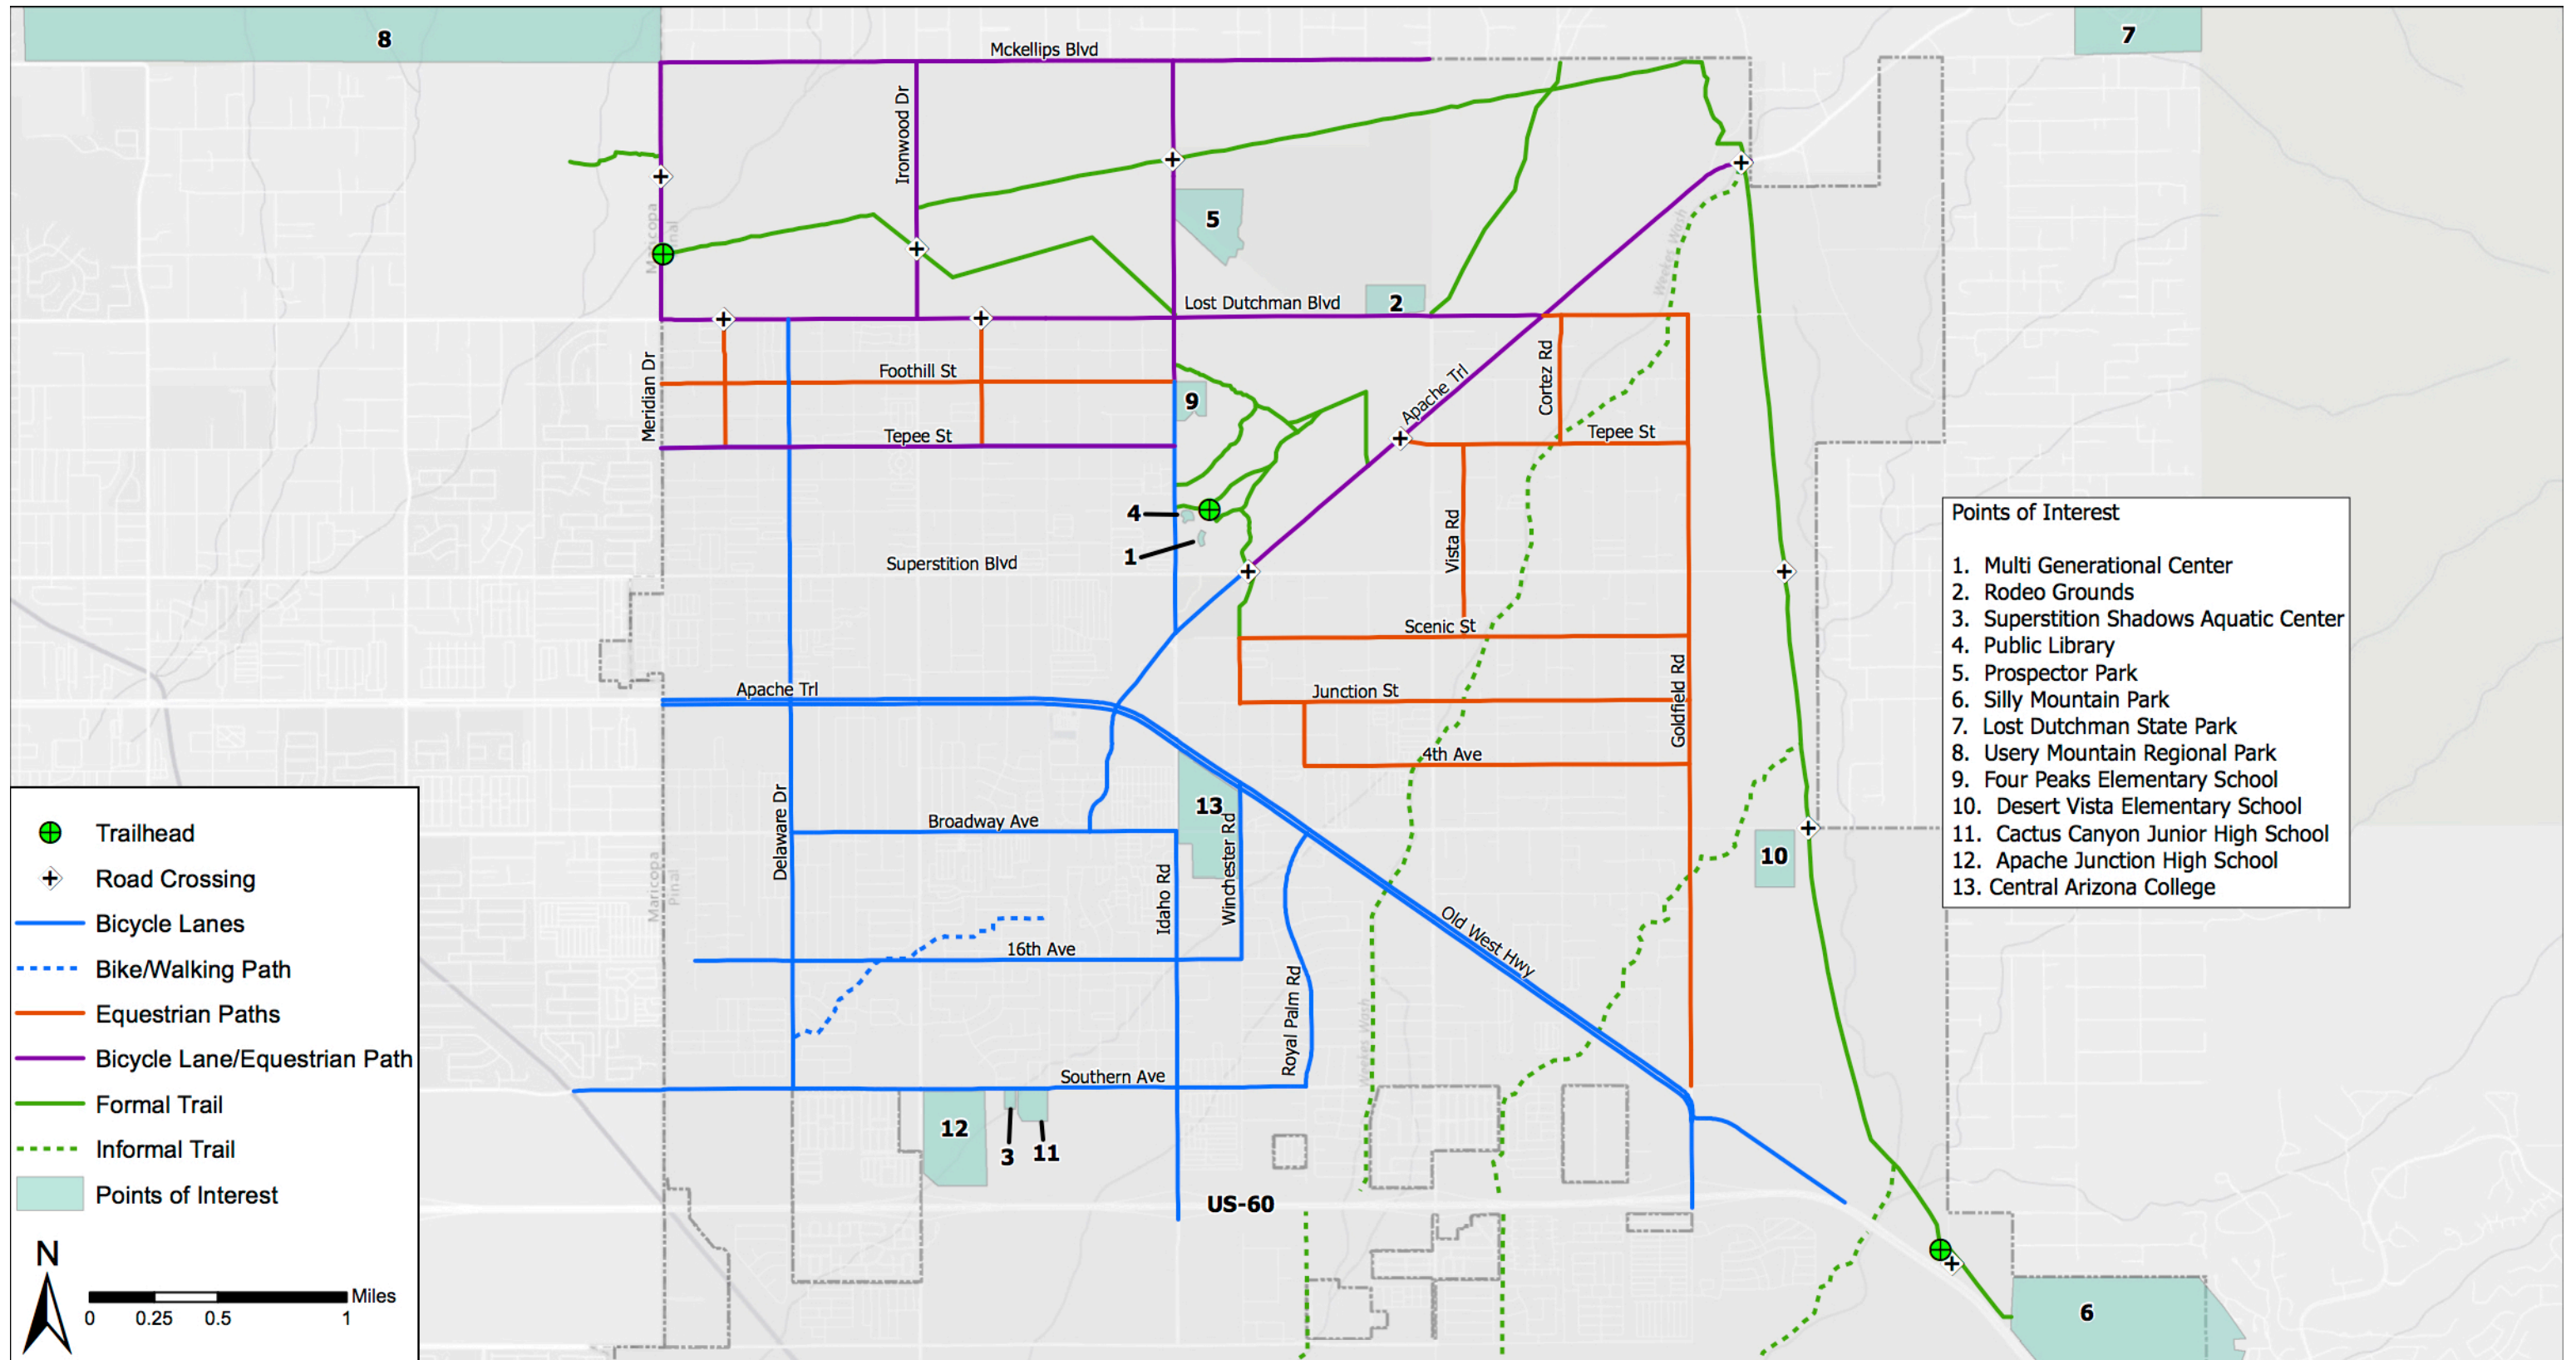 8
7
Mckellips Blvd
Ironwood Dr
5
Maricopa
Pinal
Weekes Wash
Lost Dutchman Blvd
2
Meridian Dr
Foothill St
9
Apache Trl
Cortez Rd
Tepee St
Tepee St
4
1
Superstition Blvd
Vista Rd
Scenic St
Apache Trl
Junction St
Goldfield Rd
4th Ave
Delaware Dr
Broadway Ave
13
Winchester Rd
Idaho Rd
10
Maricopa
Pinal
16th Ave
Old West Hwy
Royal Palm Rd
Weekes Wash
Southern Ave
12
3
11
US-60
6
Points of Interest
1. Multi Generational Center
2. Rodeo Grounds
3. Superstition Shadows Aquatic Center
4. Public Library
5. Prospector Park
6. Silly Mountain Park
7. Lost Dutchman State Park
8. Usery Mountain Regional Park
9. Four Peaks Elementary School
10. Desert Vista Elementary School
11. Cactus Canyon Junior High School
12. Apache Junction High School
13. Central Arizona College
Trailhead
Road Crossing
Bicycle Lanes
Bike/Walking Path
Equestrian Paths
Bicycle Lane/Equestrian Path
Formal Trail
Informal Trail
Points of Interest
N
Miles
0 0.25 0.5 1